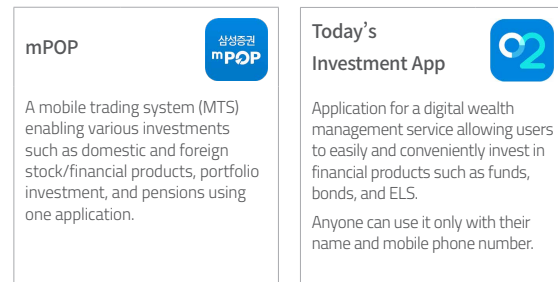 mPOP
삼성증권
mPOP
A mobile trading system (MTS)
enabling various investments
such as domestic and foreign
stock/financial products, portfolio
investment, and pensions using
one application.
Today’s
Investment App
O2
Application for a digital wealth
management service allowing users
to easily and conveniently invest in
financial products such as funds,
bonds, and ELS.
Anyone can use it only with their
name and mobile phone number.